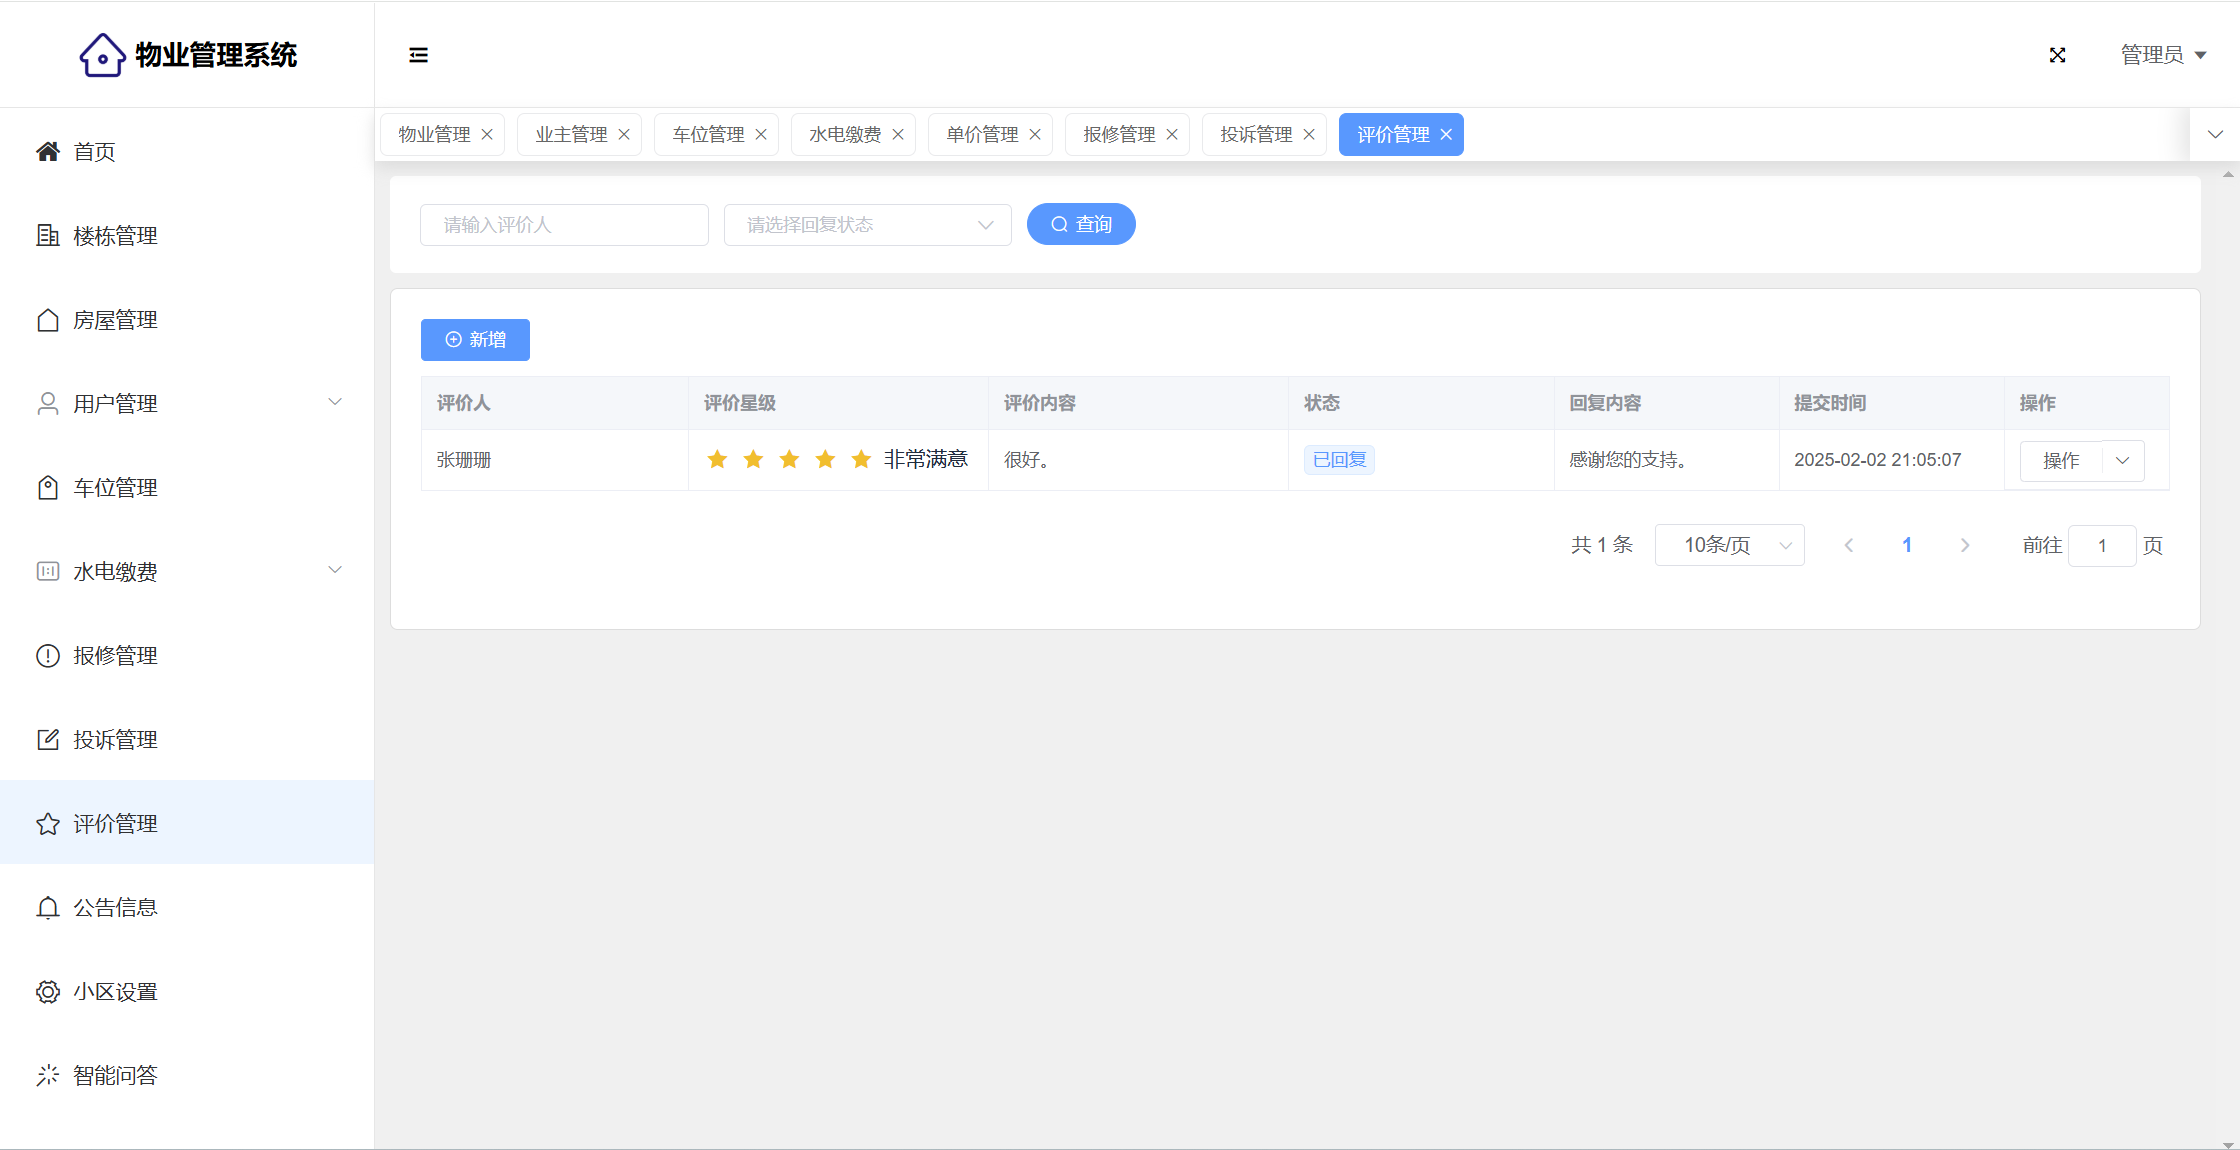 物业管理系统
管理员
首页
楼栋管理
房屋管理
用户管理
车位管理
水电缴费
报修管理
投诉管理
评价管理
公告信息
小区设置
智能问答
物业管理 业主管理 车位管理 水电缴费 单价管理 报修管理 投诉管理 评价管理
请输入评价人 请选择回复状态 查询
新增
评价人 评价星级 评价内容 状态 回复内容 提交时间 操作
张珊珊 非常满意 很好。 已回复 感谢您的支持。 2025-02-02 21:05:07 操作
共 1 条 10条/页 1 前往 1 页